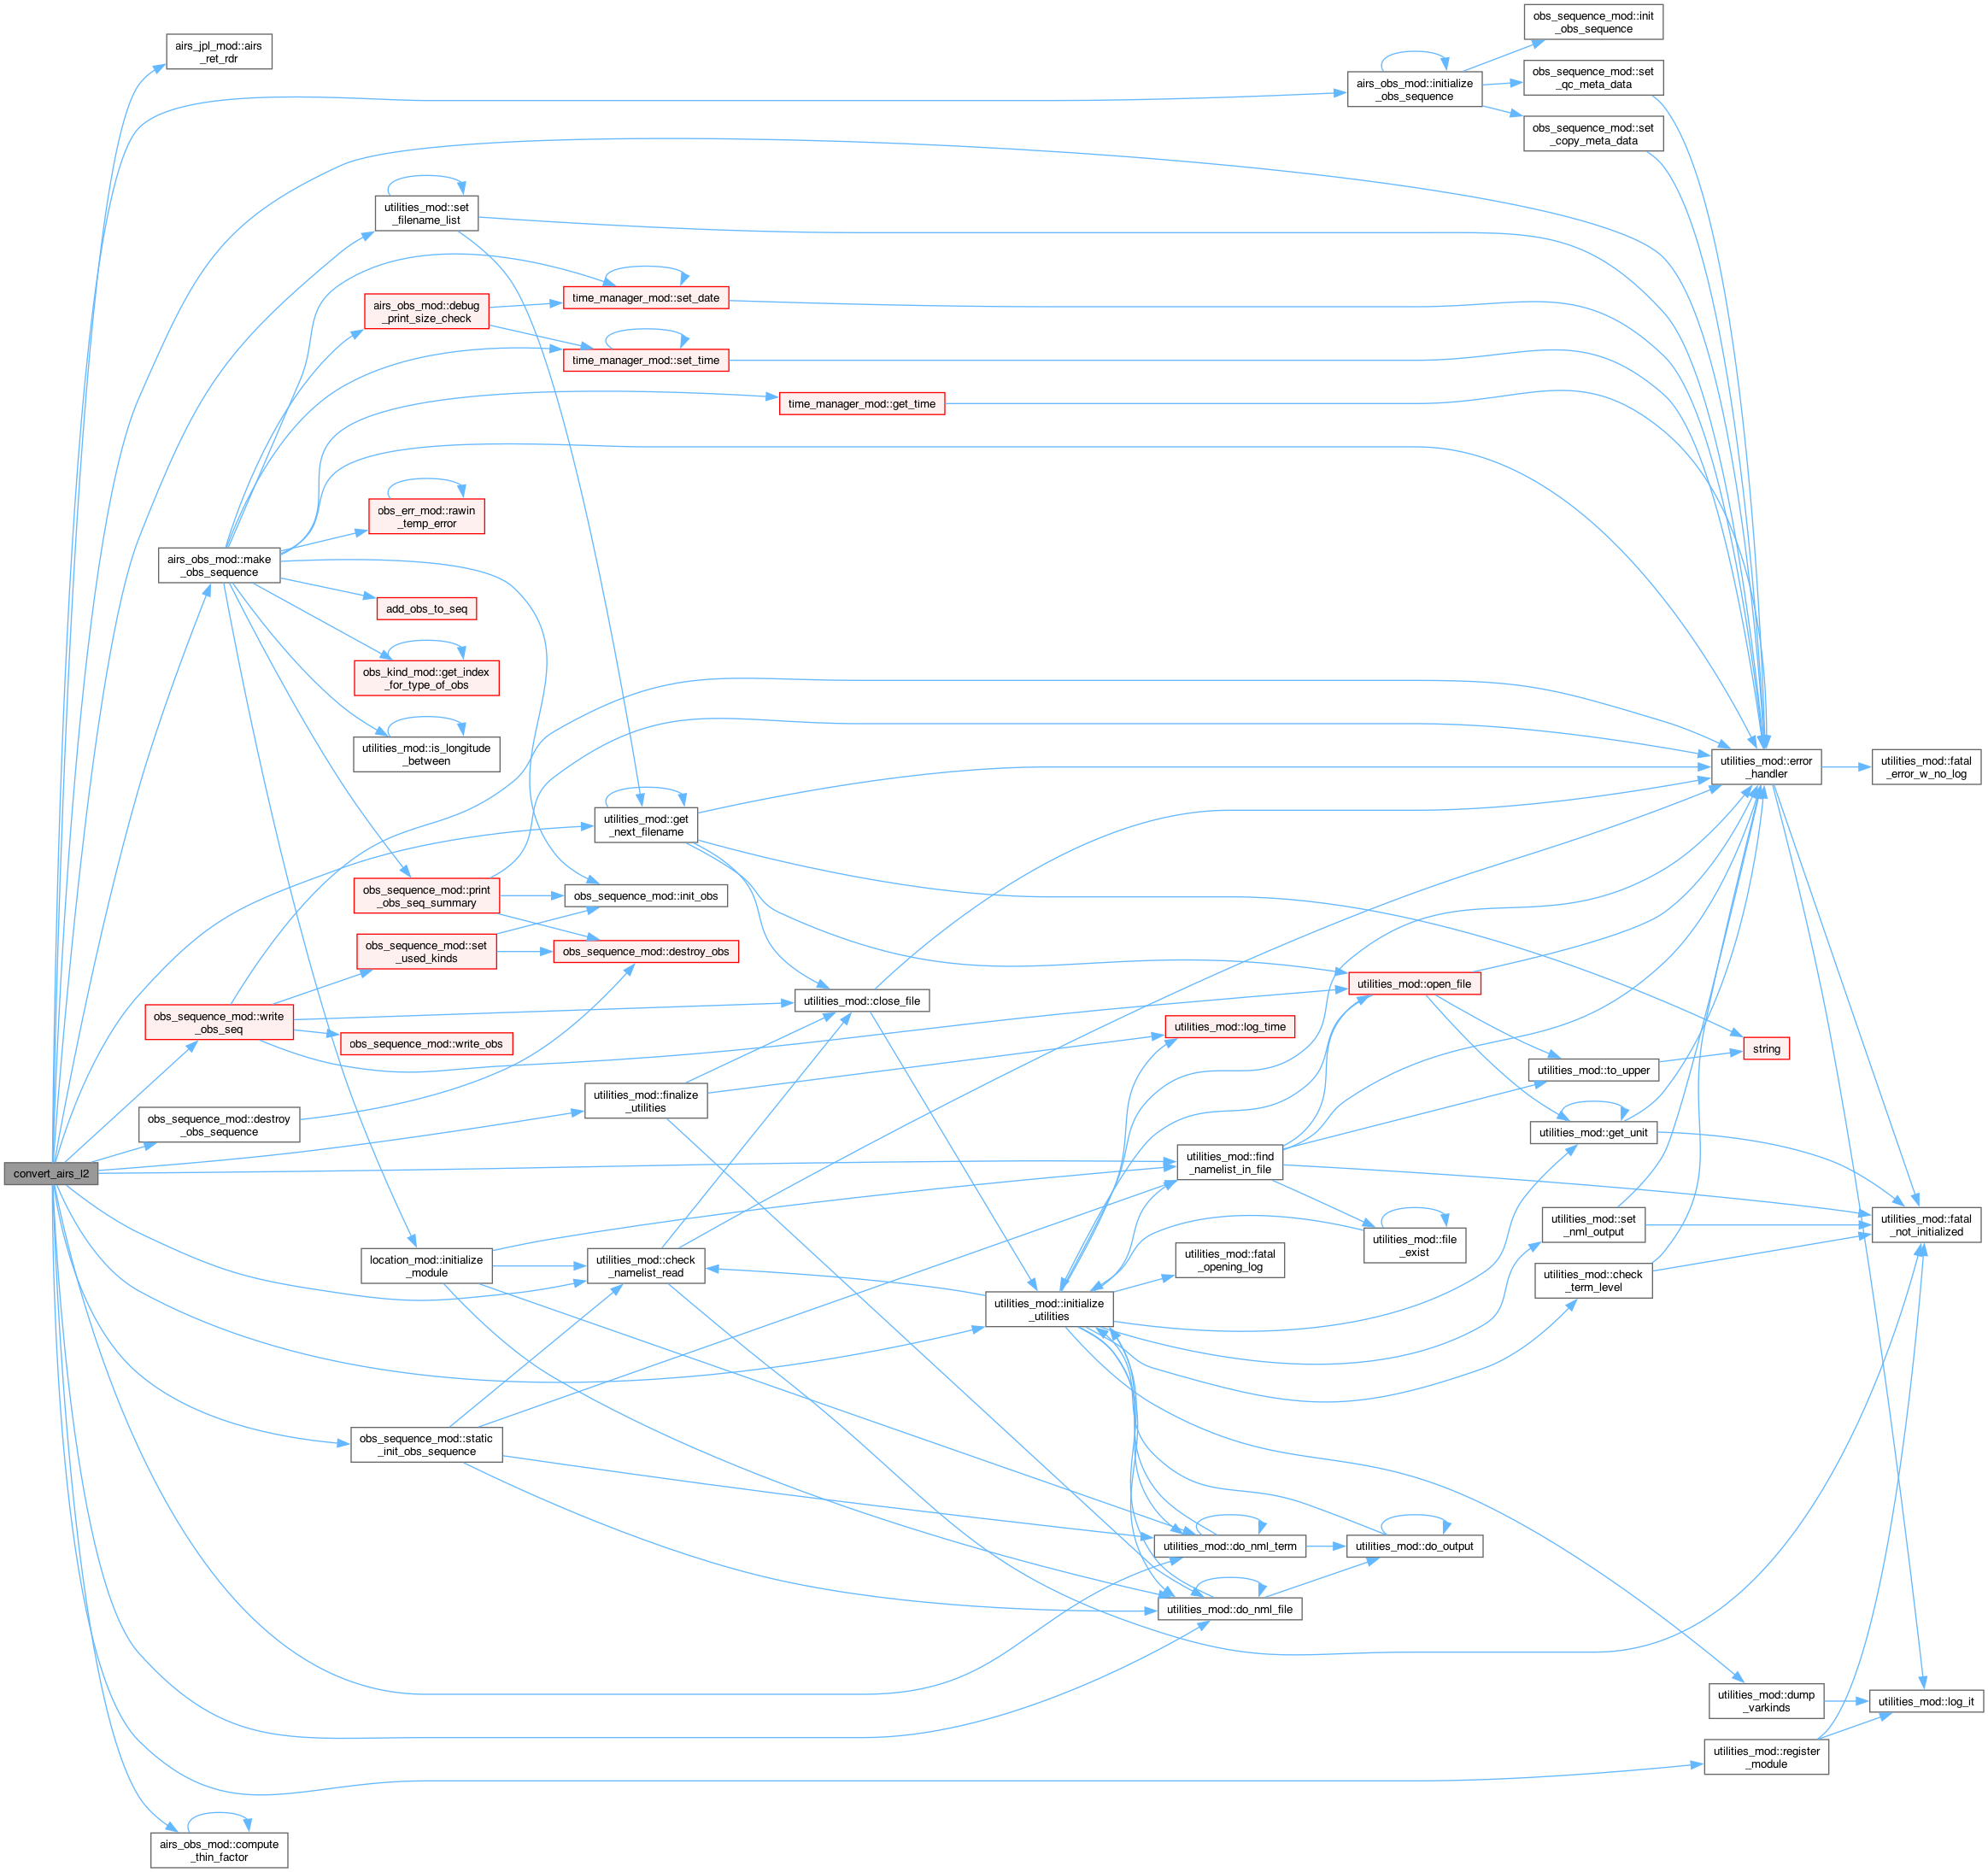 obs_sequence_mod::init
_obs_sequence
airs_jpl_mod::airs
_ret_rdr
airs_obs_mod::initialize
_obs_sequence
obs_sequence_mod::set
_qc_meta_data
obs_sequence_mod::set
_copy_meta_data
utilities_mod::set
_filename_list
time_manager_mod::set_date
airs_obs_mod::debug
_print_size_check
time_manager_mod::set_time
time_manager_mod::get_time
obs_err_mod::rawin
_temp_error
airs_obs_mod::make
_obs_sequence
add_obs_to_seq
obs_kind_mod::get_index
_for_type_of_obs
utilities_mod::is_longitude
_between
utilities_mod::error
_handler
utilities_mod::fatal
_error_w_no_log
utilities_mod::get
_next_filename
obs_sequence_mod::print
_obs_seq_summary
obs_sequence_mod::init_obs
obs_sequence_mod::set
_used_kinds
obs_sequence_mod::destroy_obs
utilities_mod::open_file
utilities_mod::close_file
obs_sequence_mod::write
_obs_seq
utilities_mod::log_time
obs_sequence_mod::write_obs
string
utilities_mod::to_upper
utilities_mod::finalize
_utilities
obs_sequence_mod::destroy
_obs_sequence
utilities_mod::get_unit
convert_airs_l2
utilities_mod::find
_namelist_in_file
utilities_mod::set
_nml_output
utilities_mod::fatal
_not_initialized
utilities_mod::file
_exist
location_mod::initialize
_module
utilities_mod::check
_namelist_read
utilities_mod::fatal
_opening_log
utilities_mod::check
_term_level
utilities_mod::initialize
_utilities
obs_sequence_mod::static
_init_obs_sequence
utilities_mod::do_nml_term
utilities_mod::do_output
utilities_mod::do_nml_file
utilities_mod::dump
_varkinds
utilities_mod::log_it
utilities_mod::register
_module
airs_obs_mod::compute
_thin_factor